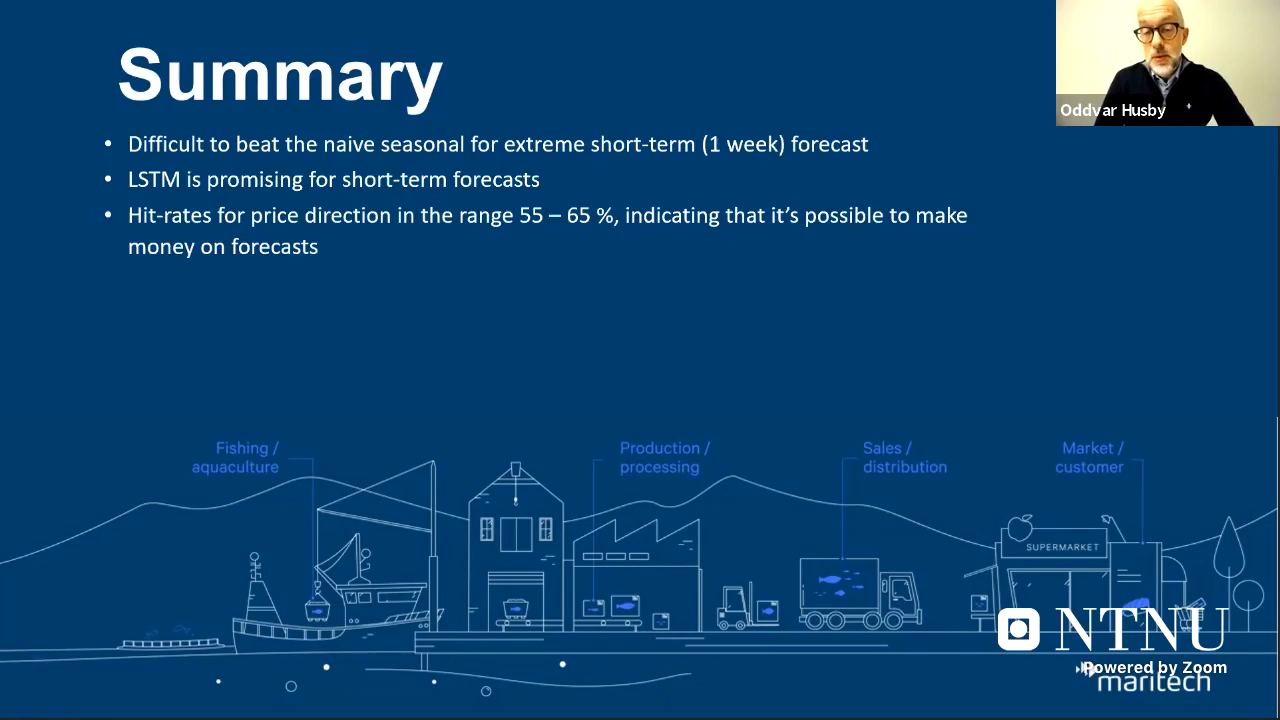 Summary
Oddvar Husby
• Difficult to beat the naive seasonal for extreme short-term (1 week) forecast
• LSTM is promising for short-term forecasts
• Hit-rates for price direction in the range 55 – 65 %, indicating that it’s possible to make
money on forecasts
Fishing /
aquaculture
Production /
processing
Sales /
distribution
Market /
customer
SUPERMARKET
NTNU
Powered by Zoom
maritech